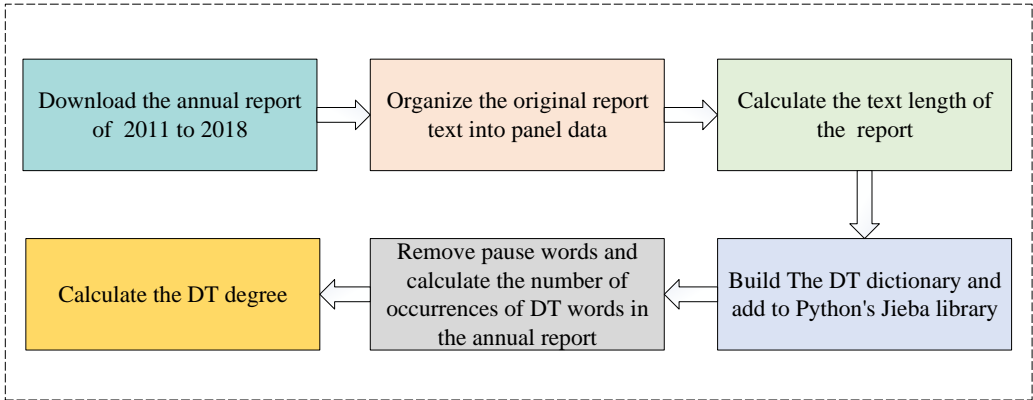 Download the annual report
of 2011 to 2018
Organize the original report
text into panel data
Calculate the text length of
the report
Build The DT dictionary and
add to Python's Jieba library
Remove pause words and
calculate the number of
occurrences of DT words in
the annual report
Calculate the DT degree